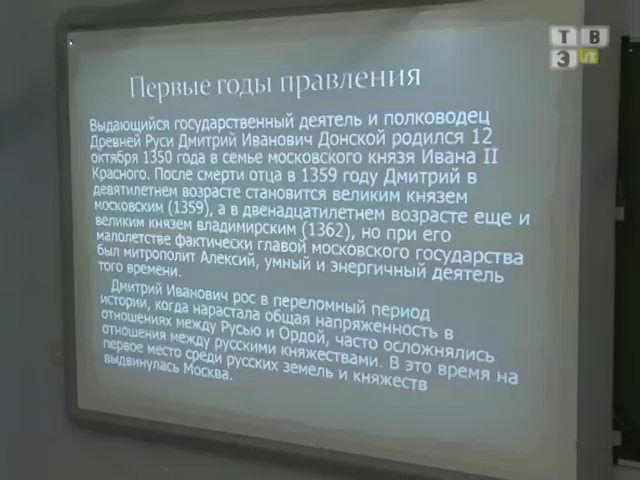 ТВ
ЭЛ
Первые годы правления
Выдающийся государственный деятель и полководец
Древней Руси Дмитрий Иванович Донской родился 12
октября 1350 года в семье московского князя Ивана II
Красного. После смерти отца в 1359 году Дмитрий в
девятилетнем возрасте становится великим князем
московским (1359), а в двенадцатилетнем возрасте еще и
великим князем владимирским (1362), но при его
малолетстве фактически главой московского государства
был митрополит Алексий, умный и энергичный деятель
того времени.
Дмитрий Иванович рос в переломный период
истории, когда нарастала общая напряженность в
отношениях между Русью и Ордой, часто осложнялись
отношения между русскими княжествами. В это время на
первое место среди русских земель и княжеств
выдвинулась Москва.